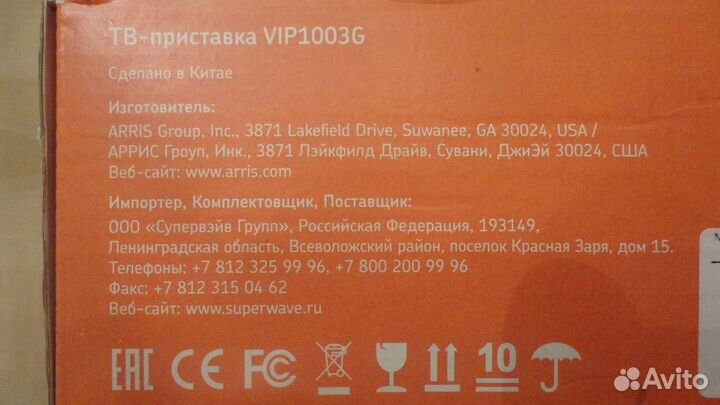 ТВ-приставка VIP1003G
Сделано в Китае
Изготовитель:
ARRIS Group, Inc., 3871 Lakefield Drive, Suwanee, GA 30024, USA /
АРРИС Гроуп, Инк., 3871 Лэйкфилд Драйв, Сувани, ДжиЭй 30024, США
Веб-сайт: www.arris.com
Импортер, Комплектовщик, Поставщик:
ООО «Супервэйв Групп», Российская Федерация, 193149,
Ленинградская область, Всеволожский район, поселок Красная Заря, дом 15.
Телефоны: +7 812 325 99 96, +7 800 200 99 96
Факс: +7 812 315 04 62
Веб-сайт: www.superwave.ru
EAC CE FC 10
Avito